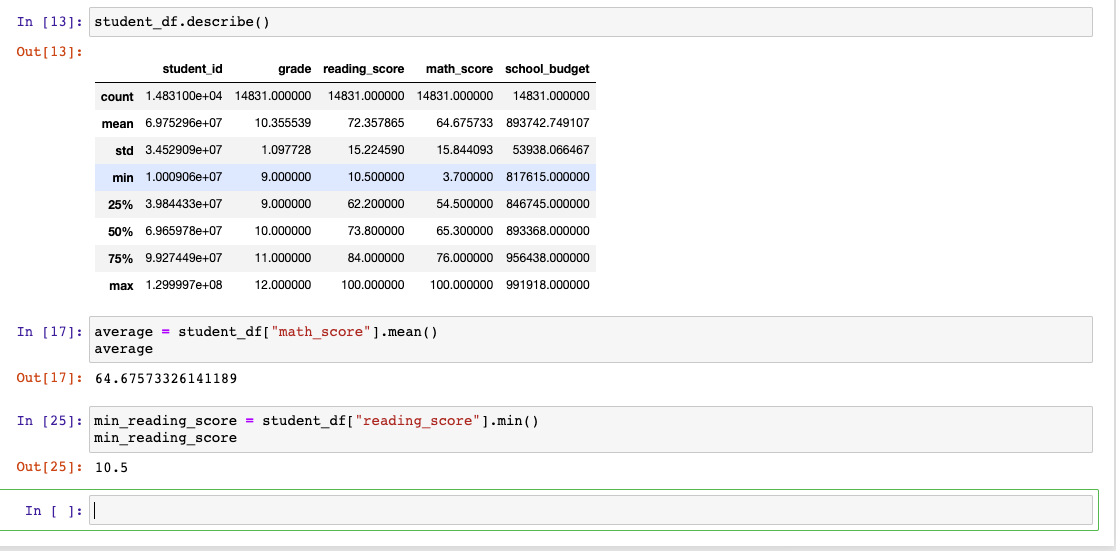 In [13]: student_df.describe()
Out[13]:
student_id grade reading_score math_score school_budget
count 1.483100e+04 14831.000000 14831.000000 14831.000000 14831.000000
mean 6.975296e+07 10.355539 72.357865 64.675733 893742.749107
std 3.452909e+07 1.097728 15.224590 15.844093 53938.066467
min 1.000906e+07 9.000000 10.500000 3.700000 817615.000000
25% 3.984433e+07 9.000000 62.200000 54.500000 846745.000000
50% 6.965978e+07 10.000000 73.800000 65.300000 893368.000000
75% 9.927449e+07 11.000000 84.000000 76.000000 956438.000000
max 1.299997e+08 12.000000 100.000000 100.000000 991918.000000
In [17]: average = student_df["math_score"].mean()
average
Out[17]: 64.67573326141189
In [25]: min_reading_score = student_df["reading_score"].min()
min_reading_score
Out[25]: 10.5
In [ ]: